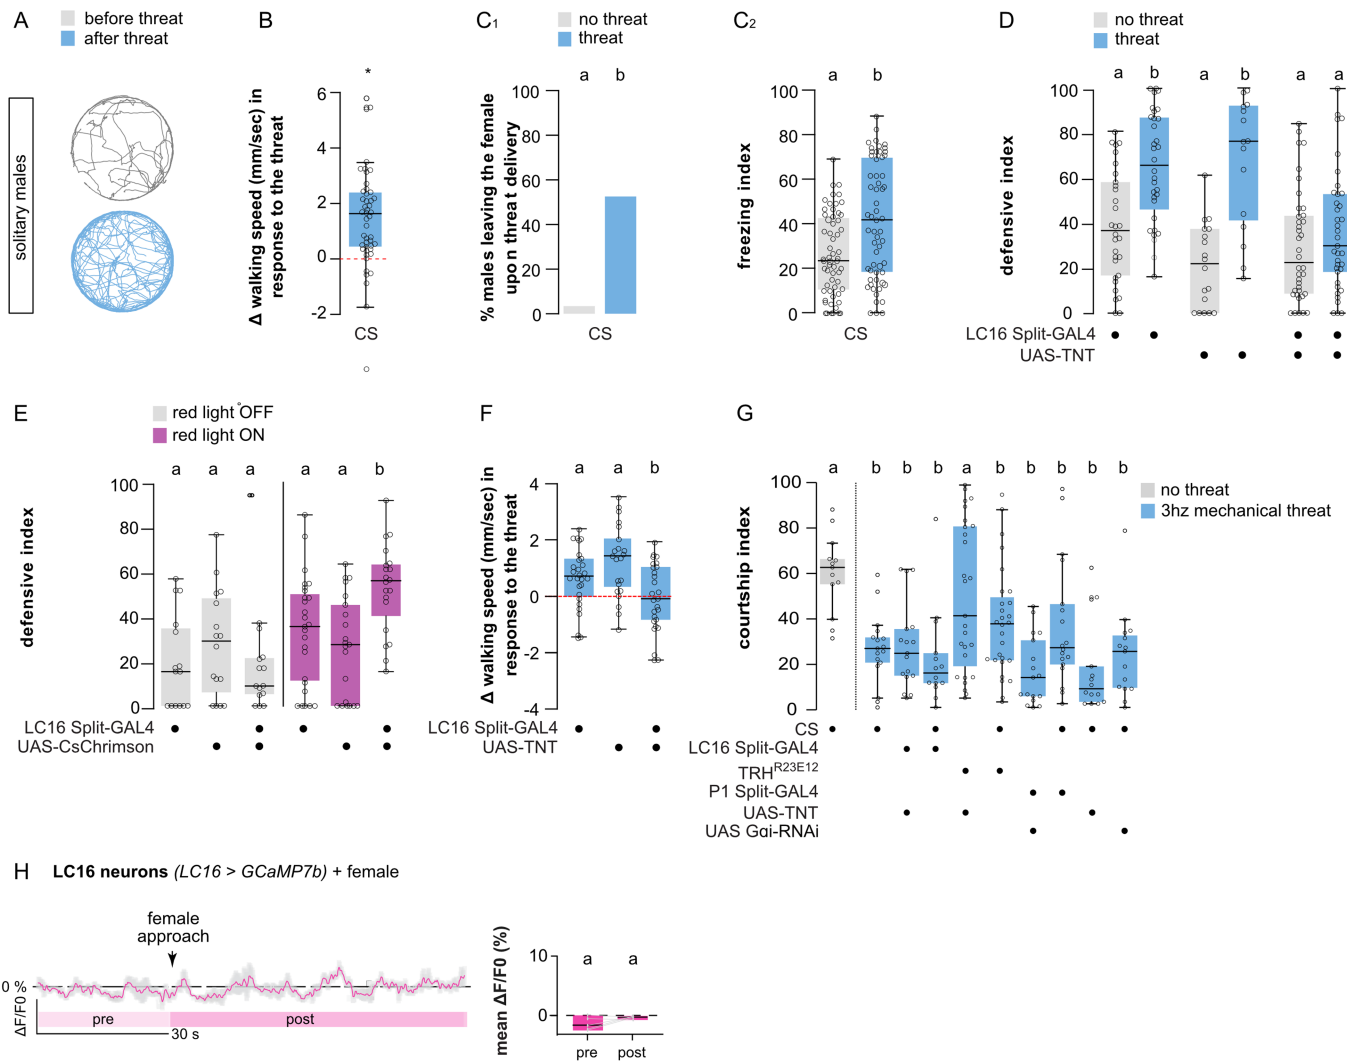 A
before threat
after threat
solitary males
B
Δ walking speed (mm/sec) in
response to the threat
*
6
4
2
0
-2
CS
C1
no threat
threat
% males leaving the female
upon threat delivery
a b
100
80
60
40
20
0
CS
C2
freezing index
a b
100
80
60
40
20
0
CS
D
no threat
threat
defensive index
a b a b a a
100
80
60
40
20
0
LC16 Split-GAL4
UAS-TNT
E
red light OFF
red light ON
defensive index
a a a a a b
100
80
60
40
20
0
LC16 Split-GAL4
UAS-CsChrimson
F
Δ walking speed (mm/sec) in
response to the threat
a a b
4
2
0
-2
-4
LC16 Split-GAL4
UAS-TNT
G
no threat
3hz mechanical threat
courtship index
a b b b a b b b b b
100
80
60
40
20
0
CS
LC16 Split-GAL4
TRH^R23E12
P1 Split-GAL4
UAS-TNT
UAS Gαi-RNAi
H LC16 neurons (LC16 > GCaMP7b) + female
female
approach
0 %
ΔF/F0
pre post
30 s
mean ΔF/F0 (%)
10
0
a a
pre post